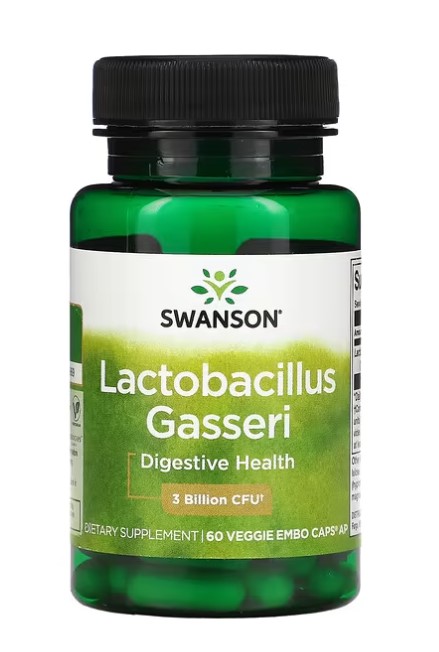 SWANSON®
Lactobacillus
Gasseri
Digestive Health
3 Billion CFU†
DIETARY SUPPLEMENT | 60 VEGGIE EMBO CAPS® AP